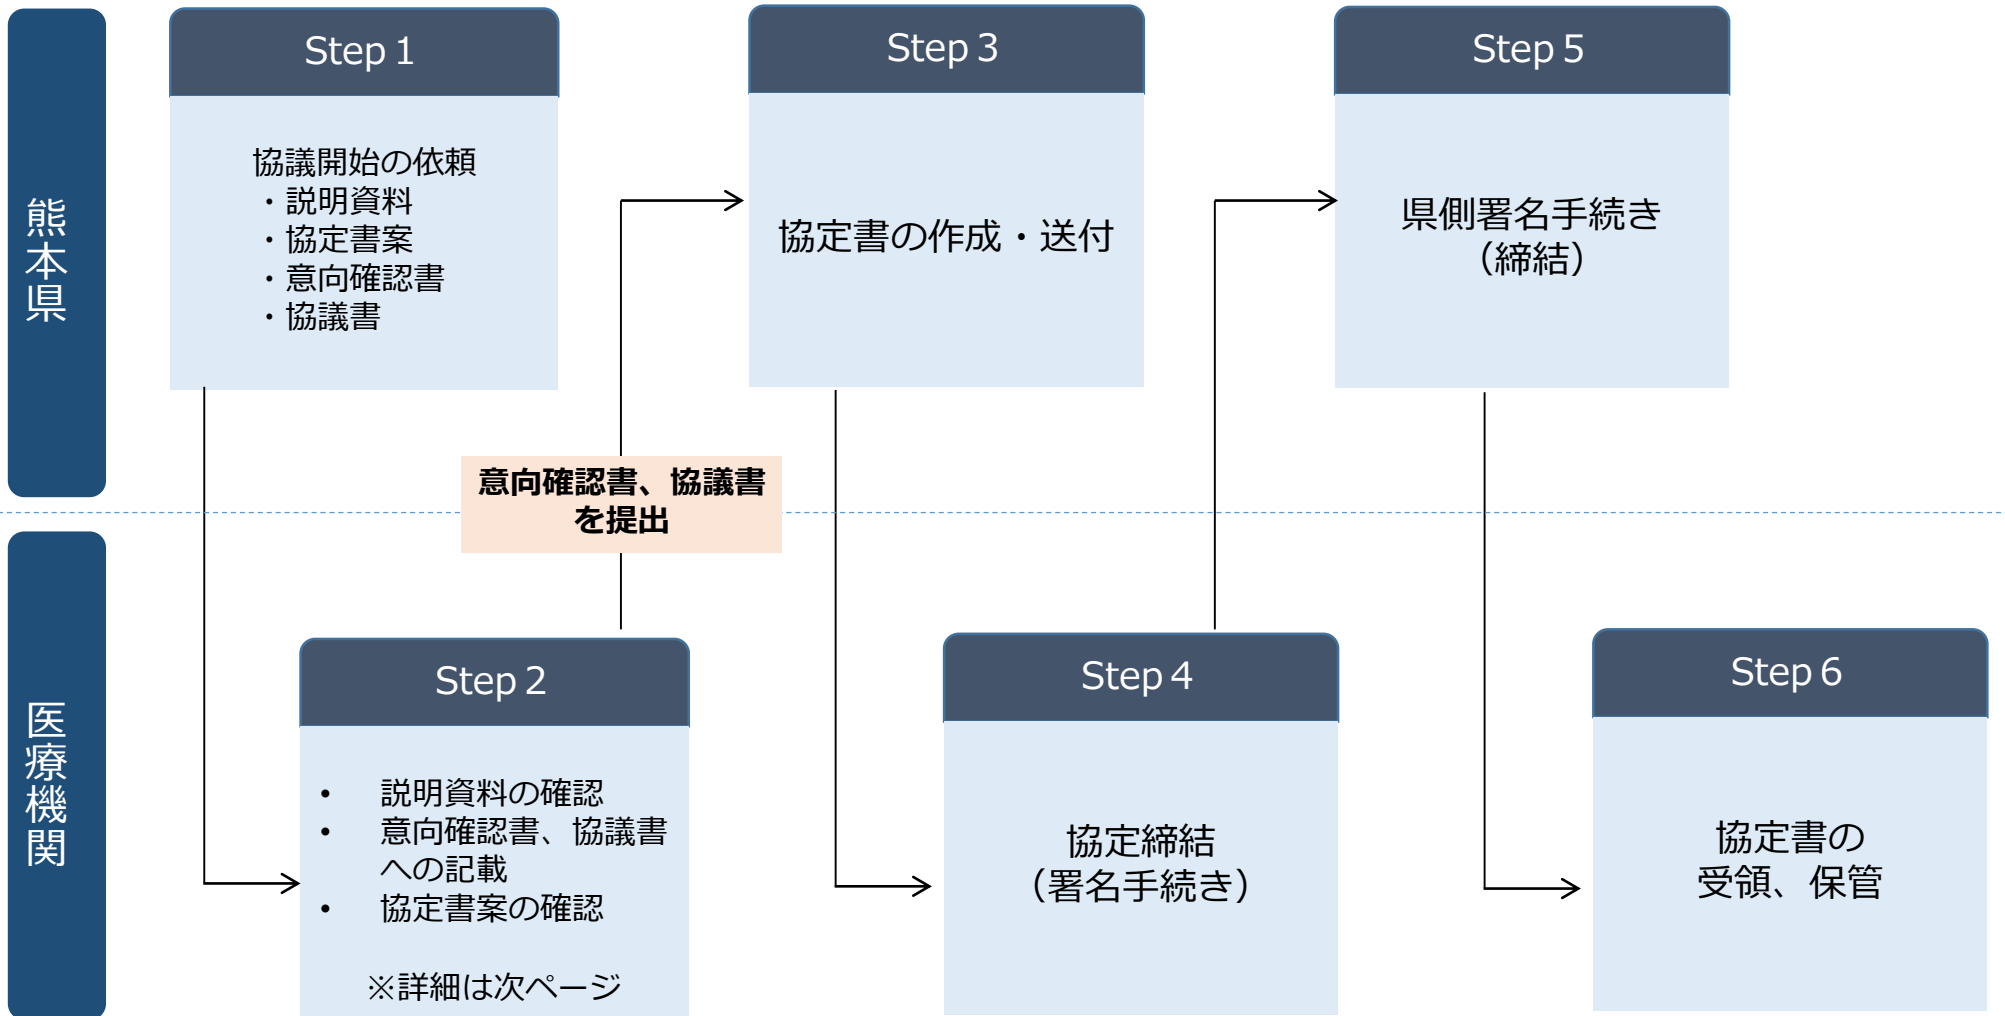 熊本県
Step 1
協議開始の依頼
・説明資料
・協定書案
・意向確認書
・協議書
Step 3
協定書の作成・送付
Step 5
県側署名手続き
（締結）
意向確認書、協議書
を提出
医療機関
Step 2
• 説明資料の確認
• 意向確認書、協議書
への記載
• 協定書案の確認
※詳細は次ページ
Step 4
協定締結
（署名手続き）
Step 6
協定書の
受領、保管